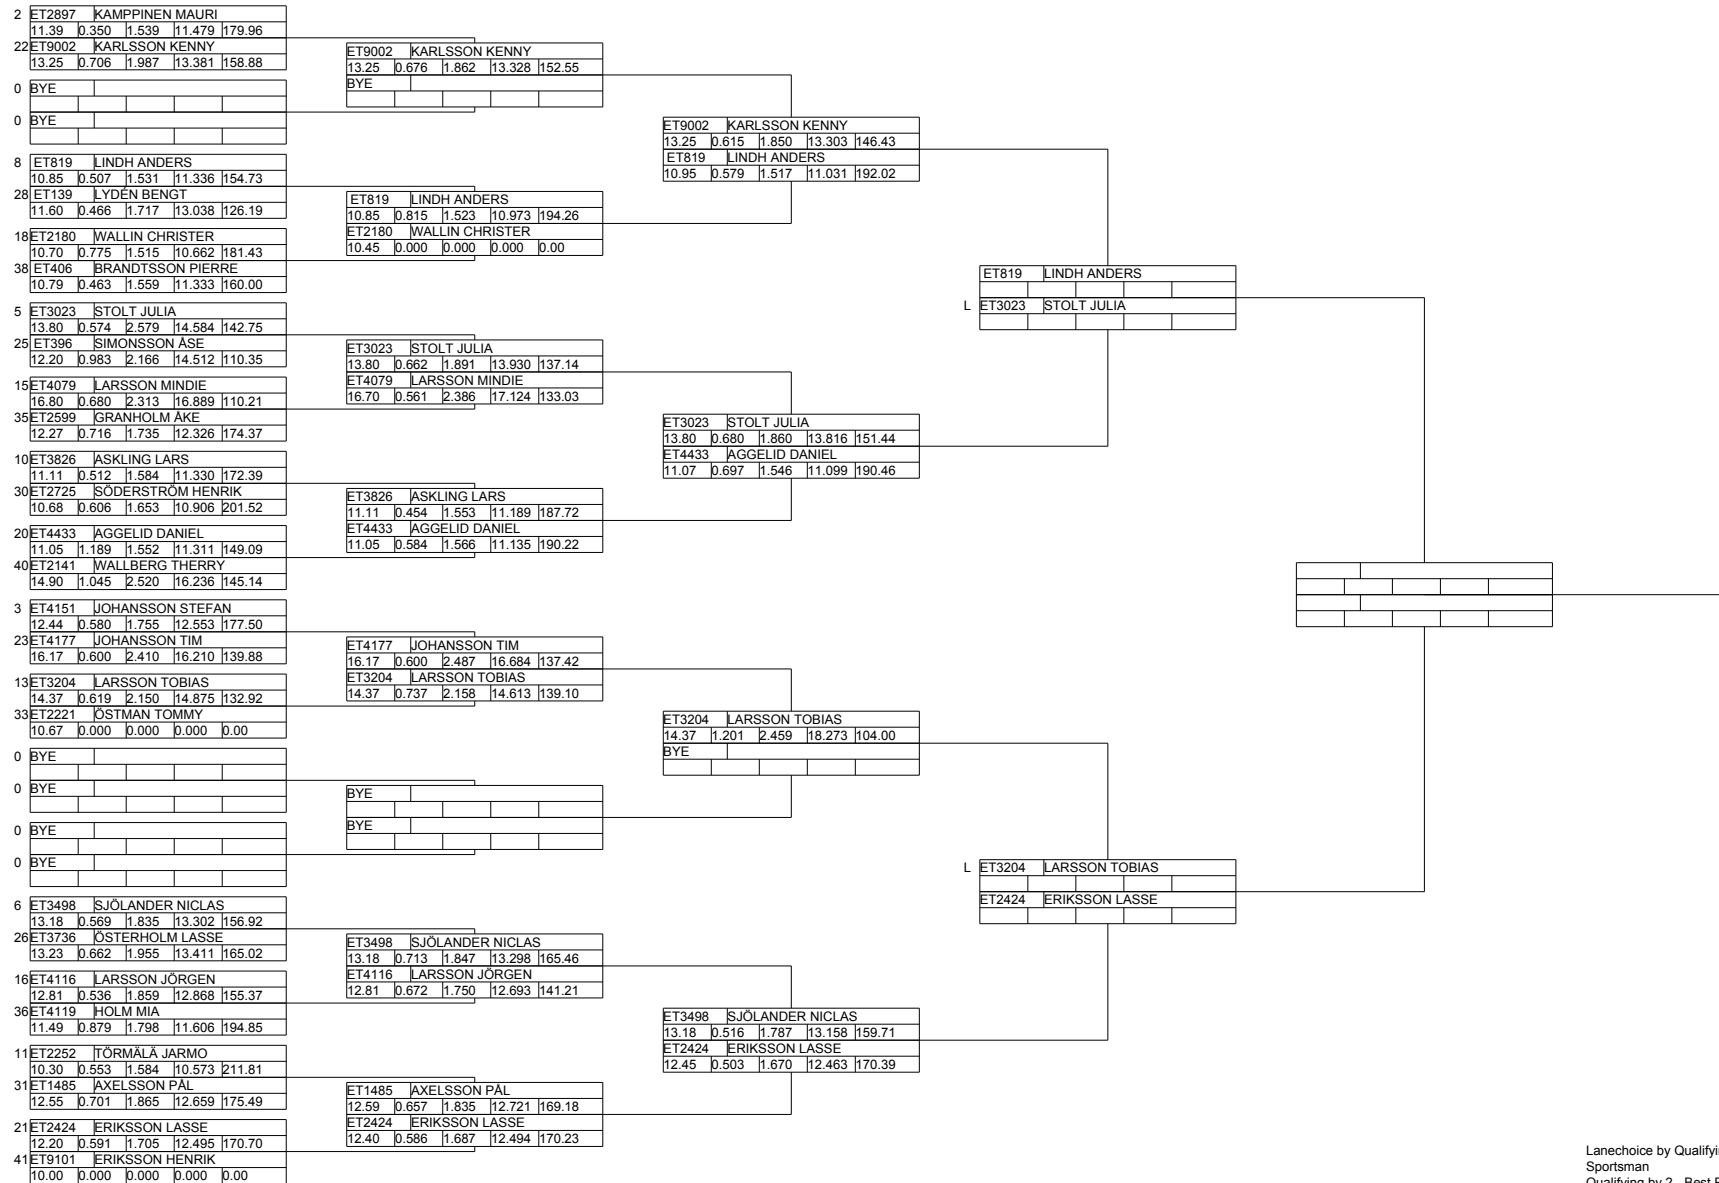 2 ET2897 KAMPPINEN MAURI
11.39 0.350 1.539 11.479 179.96
22 ET9002 KARLSSON KENNY
13.25 0.706 1.987 13.381 158.88
0 BYE
0 BYE
8 ET819 LINDH ANDERS
10.85 0.507 1.531 11.336 154.73
28 ET139 LYDÉN BENGT
11.60 0.466 1.717 13.038 126.19
18 ET2180 WALLIN CHRISTER
10.70 0.775 1.515 10.662 181.43
38 ET406 BRANDTSSON PIERRE
10.79 0.463 1.559 11.333 160.00
5 ET3023 STOLT JULIA
13.80 0.574 2.579 14.584 142.75
25 ET396 SIMONSSON ÅSE
12.20 0.983 2.166 14.512 110.35
15 ET4079 LARSSON MINDIE
16.80 0.680 2.313 16.889 110.21
35 ET2599 GRANHOLM ÅKE
12.27 0.716 1.735 12.326 174.37
10 ET3826 ASKLING LARS
11.11 0.512 1.584 11.330 172.39
30 ET2725 SÖDERSTRÖM HENRIK
10.68 0.606 1.653 10.906 201.52
20 ET4433 AGGELID DANIEL
11.05 1.189 1.552 11.311 149.09
40 ET2141 WALLBERG THERRY
14.90 1.045 2.520 16.236 145.14
3 ET4151 JOHANSSON STEFAN
12.44 0.580 1.755 12.553 177.50
23 ET4177 JOHANSSON TIM
16.17 0.600 2.410 16.210 139.88
13 ET3204 LARSSON TOBIAS
14.37 0.619 2.150 14.875 132.92
33 ET2221 ÖSTMAN TOMMY
10.67 0.000 0.000 0.000 0.00
0 BYE
0 BYE
0 BYE
0 BYE
6 ET3498 SJÖLANDER NICLAS
13.18 0.569 1.835 13.302 156.92
26 ET3736 ÖSTERHOLM LASSE
13.23 0.662 1.955 13.411 165.02
16 ET4116 LARSSON JÖRGEN
12.81 0.536 1.859 12.868 155.37
36 ET4119 HOLM MIA
11.49 0.879 1.798 11.606 194.85
11 ET2252 TÖRMÄLÄ JARMO
10.30 0.553 1.584 10.573 211.81
31 ET1485 AXELSSON PÅL
12.55 0.701 1.865 12.659 175.49
21 ET2424 ERIKSSON LASSE
12.20 0.591 1.705 12.495 170.70
41 ET9101 ERIKSSON HENRIK
10.00 0.000 0.000 0.000 0.00
ET9002 KARLSSON KENNY
13.25 0.676 1.862 13.328 152.55
BYE
ET819 LINDH ANDERS
10.85 0.815 1.523 10.973 194.26
ET2180 WALLIN CHRISTER
10.45 0.000 0.000 0.000 0.00
ET3023 STOLT JULIA
13.80 0.662 1.891 13.930 137.14
ET4079 LARSSON MINDIE
16.70 0.561 2.386 17.124 133.03
ET3826 ASKLING LARS
11.11 0.454 1.553 11.189 187.72
ET4433 AGGELID DANIEL
11.05 0.584 1.566 11.135 190.22
ET4177 JOHANSSON TIM
16.17 0.600 2.487 16.684 137.42
ET3204 LARSSON TOBIAS
14.37 0.737 2.158 14.613 139.10
BYE
BYE
ET3498 SJÖLANDER NICLAS
13.18 0.713 1.847 13.298 165.46
ET4116 LARSSON JÖRGEN
12.81 0.672 1.750 12.693 141.21
ET1485 AXELSSON PÅL
12.59 0.657 1.835 12.721 169.18
ET2424 ERIKSSON LASSE
12.40 0.586 1.687 12.494 170.23
ET9002 KARLSSON KENNY
13.25 0.615 1.850 13.303 146.43
ET819 LINDH ANDERS
10.95 0.579 1.517 11.031 192.02
ET3023 STOLT JULIA
13.80 0.680 1.860 13.816 151.44
ET4433 AGGELID DANIEL
11.07 0.697 1.546 11.099 190.46
ET3204 LARSSON TOBIAS
14.37 1.201 2.459 18.273 104.00
BYE
ET3498 SJÖLANDER NICLAS
13.18 0.516 1.787 13.158 159.71
ET2424 ERIKSSON LASSE
12.45 0.503 1.670 12.463 170.39
ET819 LINDH ANDERS
L ET3023 STOLT JULIA
L ET3204 LARSSON TOBIAS
ET2424 ERIKSSON LASSE
Lanechoice by
Sportsman
Qualifying by 2 - Best